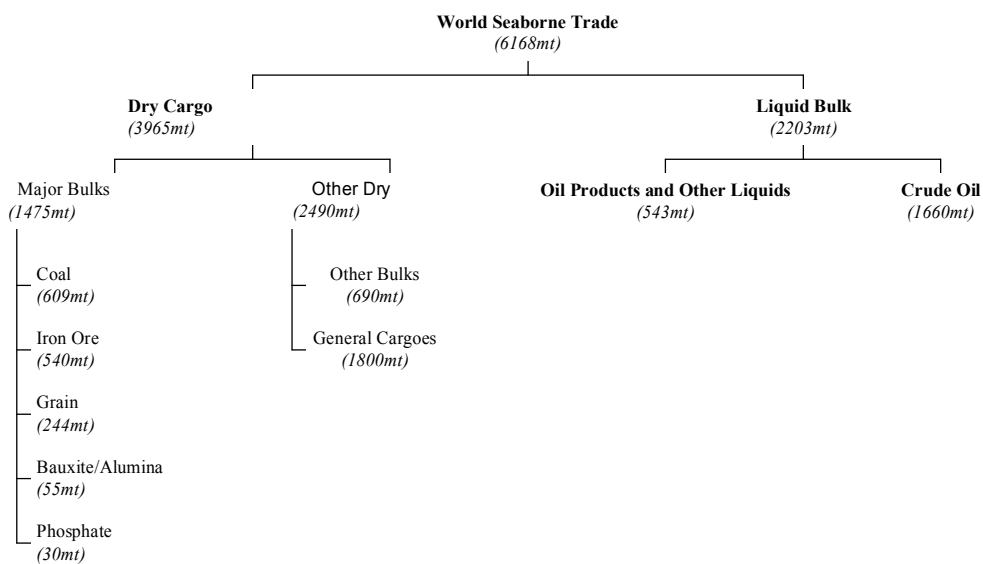 World Seaborne Trade
(6168mt)
Dry Cargo
(3965mt)
Liquid Bulk
(2203mt)
Major Bulks
(1475mt)
Other Dry
(2490mt)
Oil Products and Other Liquids
(543mt)
Crude Oil
(1660mt)
Coal
(609mt)
Iron Ore
(540mt)
Grain
(244mt)
Bauxite/Alumina
(55mt)
Phosphate
(30mt)
Other Bulks
(690mt)
General Cargoes
(1800mt)